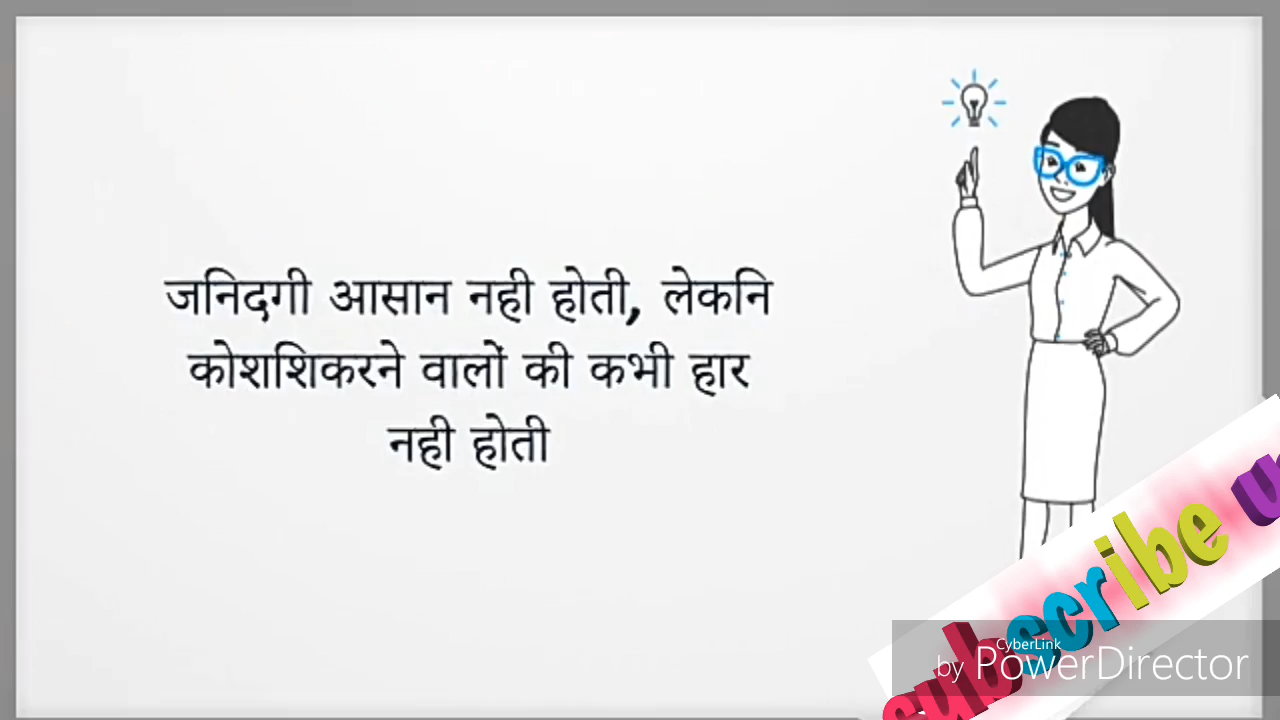 जनिदगी आसान नही होती, लेकनि
कोशशिकरने वालों की कभी हार
नही होती
subscribe u
CyberLink
by PowerDirector